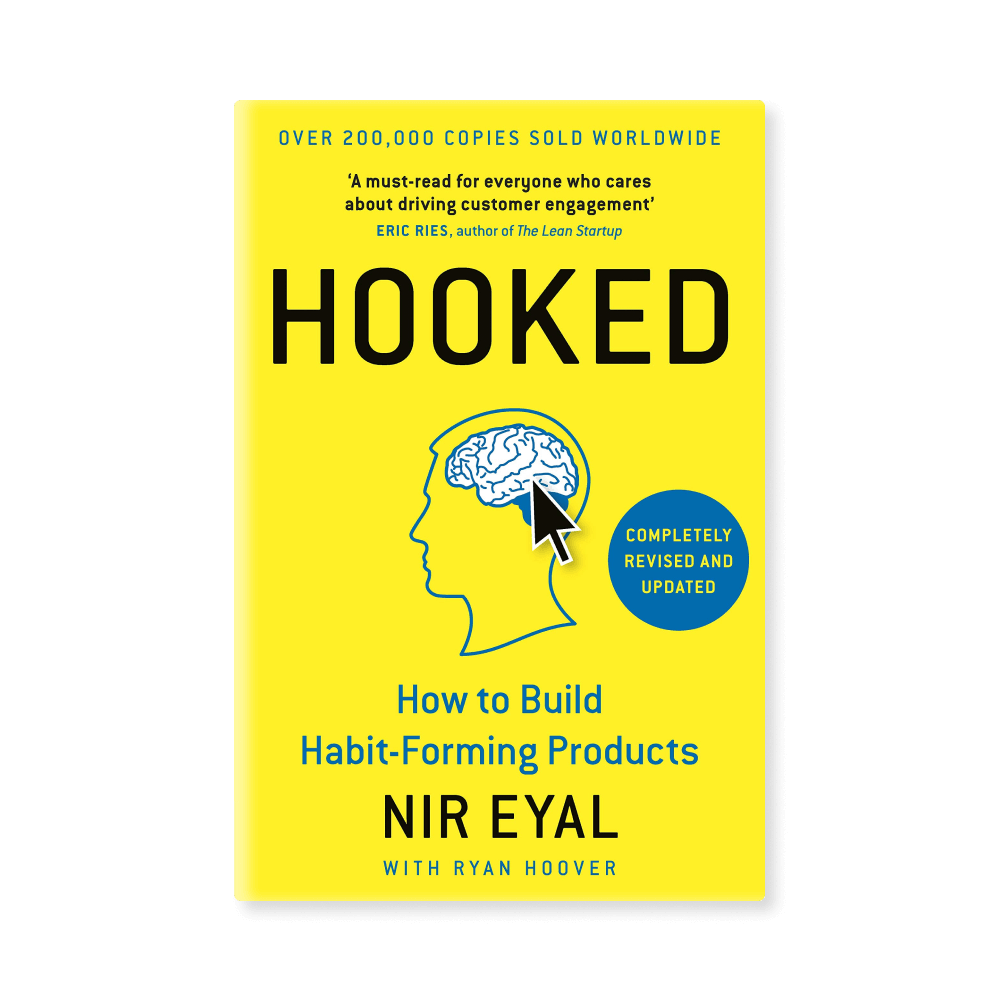 OVER 200,000 COPIES SOLD WORLDWIDE
‘A must-read for everyone who cares
about driving customer engagement’
ERIC RIES, author of The Lean Startup
HOOKED
COMPLETELY
REVISED AND
UPDATED
How to Build
Habit-Forming Products
NIR EYAL
WITH RYAN HOOVER